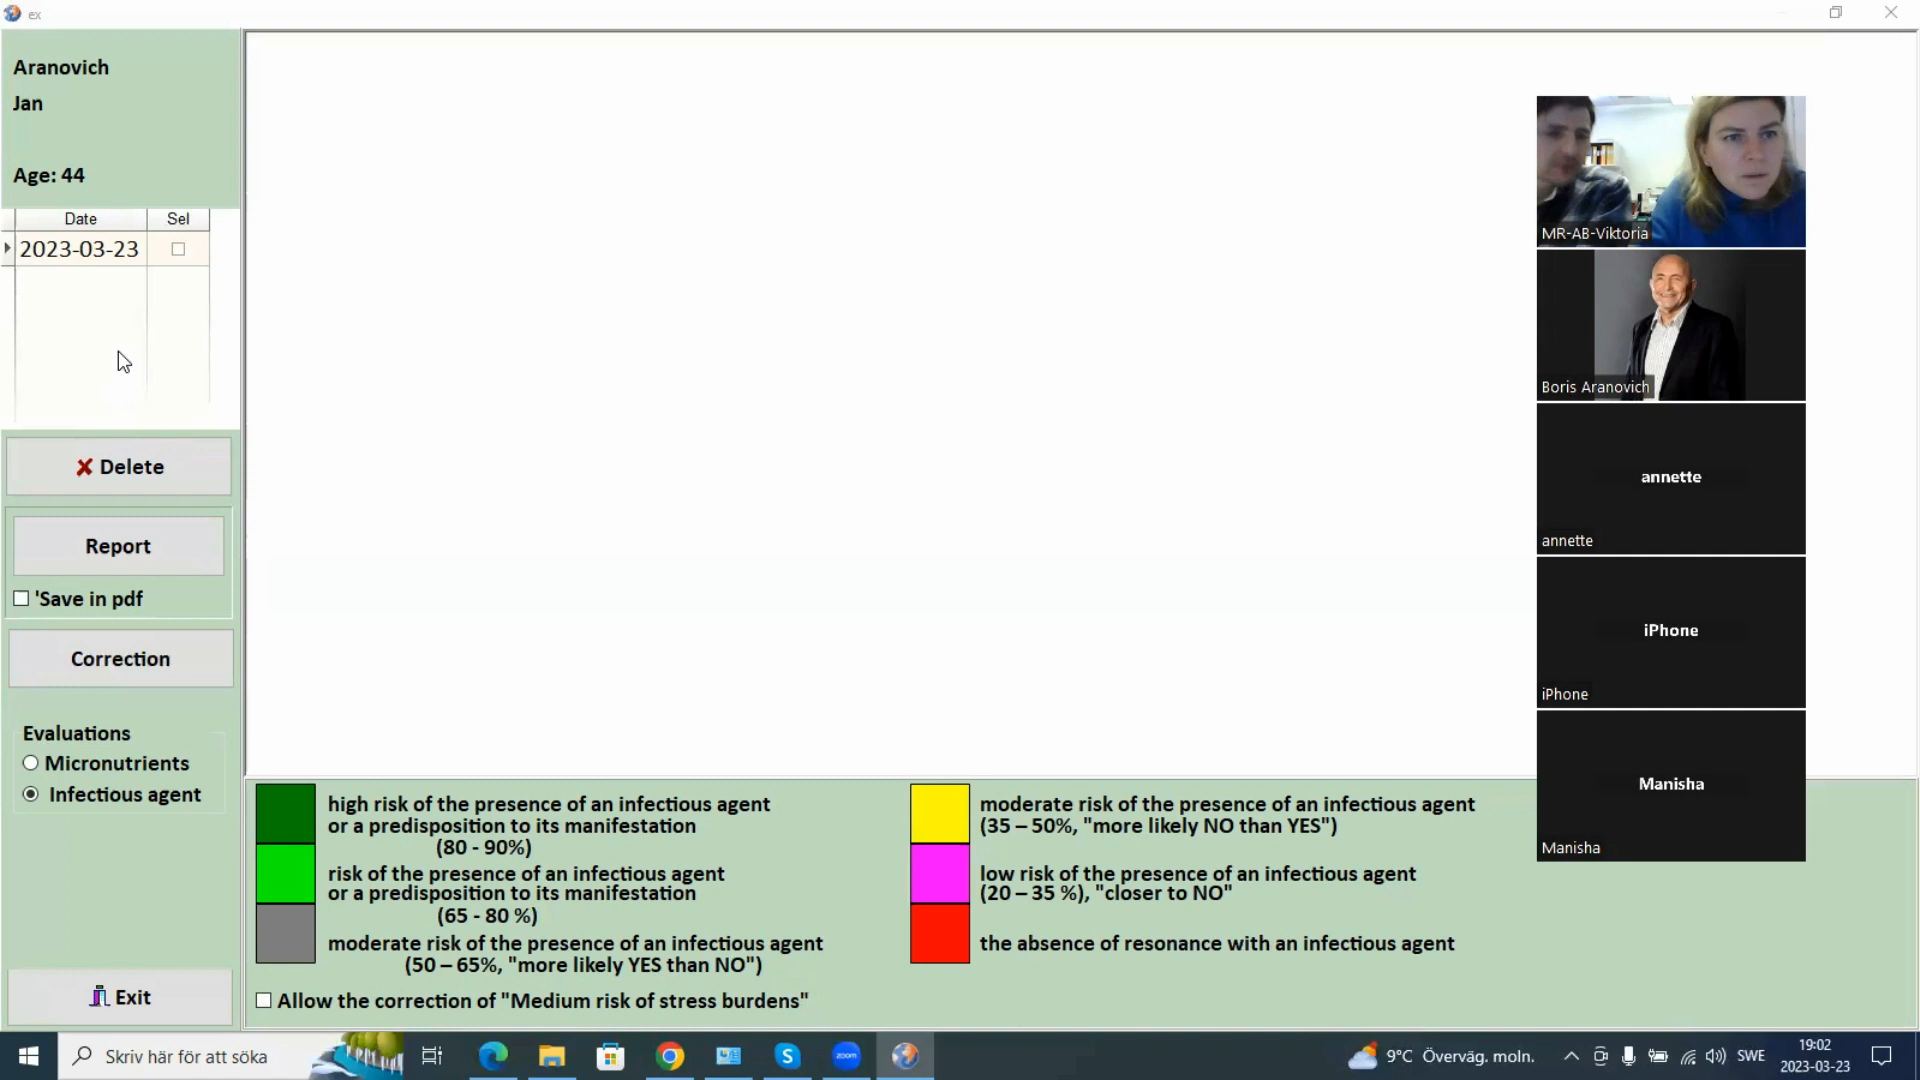 ex
Aranovich
Jan
Age: 44
Date Sel
2023-03-23
Delete
Report
'Save in pdf
Correction
Evaluations
Micronutrients
Infectious agent
Exit
high risk of the presence of an infectious agent
or a predisposition to its manifestation
(80 - 90%)
risk of the presence of an infectious agent
or a predisposition to its manifestation
(65 - 80 %)
moderate risk of the presence of an infectious agent
(50 – 65%, "more likely YES than NO")
moderate risk of the presence of an infectious agent
(35 – 50%, "more likely NO than YES")
low risk of the presence of an infectious agent
(20 – 35 %), "closer to NO"
the absence of resonance with an infectious agent
Allow the correction of "Medium risk of stress burdens"
MR-AB-Viktoria
Boris Aranovich
annette
annette
iPhone
iPhone
Manisha
Manisha
Skriv här för att söka
zoom
9°C Överväg. moln.
SWE
19:02
2023-03-23